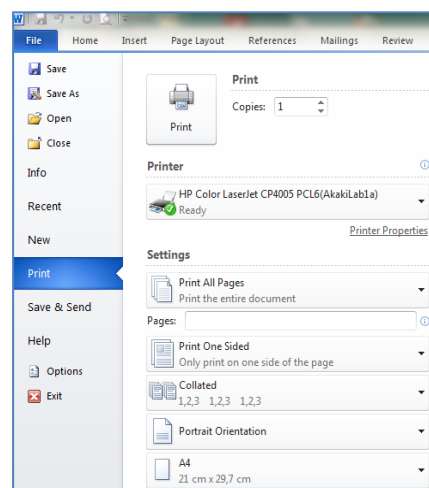 File Home Insert Page Layout References Mailings Review
Save
Save As
Open
Close
Info
Recent
New
Print
Save & Send
Help
Options
Exit
Print
Print
Copies: 1
Printer
HP Color LaserJet CP4005 PCL6(AkakiLab1a)
Ready
Printer Properties
Settings
Print All Pages
Print the entire document
Pages:
Print One Sided
Only print on one side of the page
Collated
1,2,3 1,2,3 1,2,3
Portrait Orientation
A4
21 cm x 29,7 cm